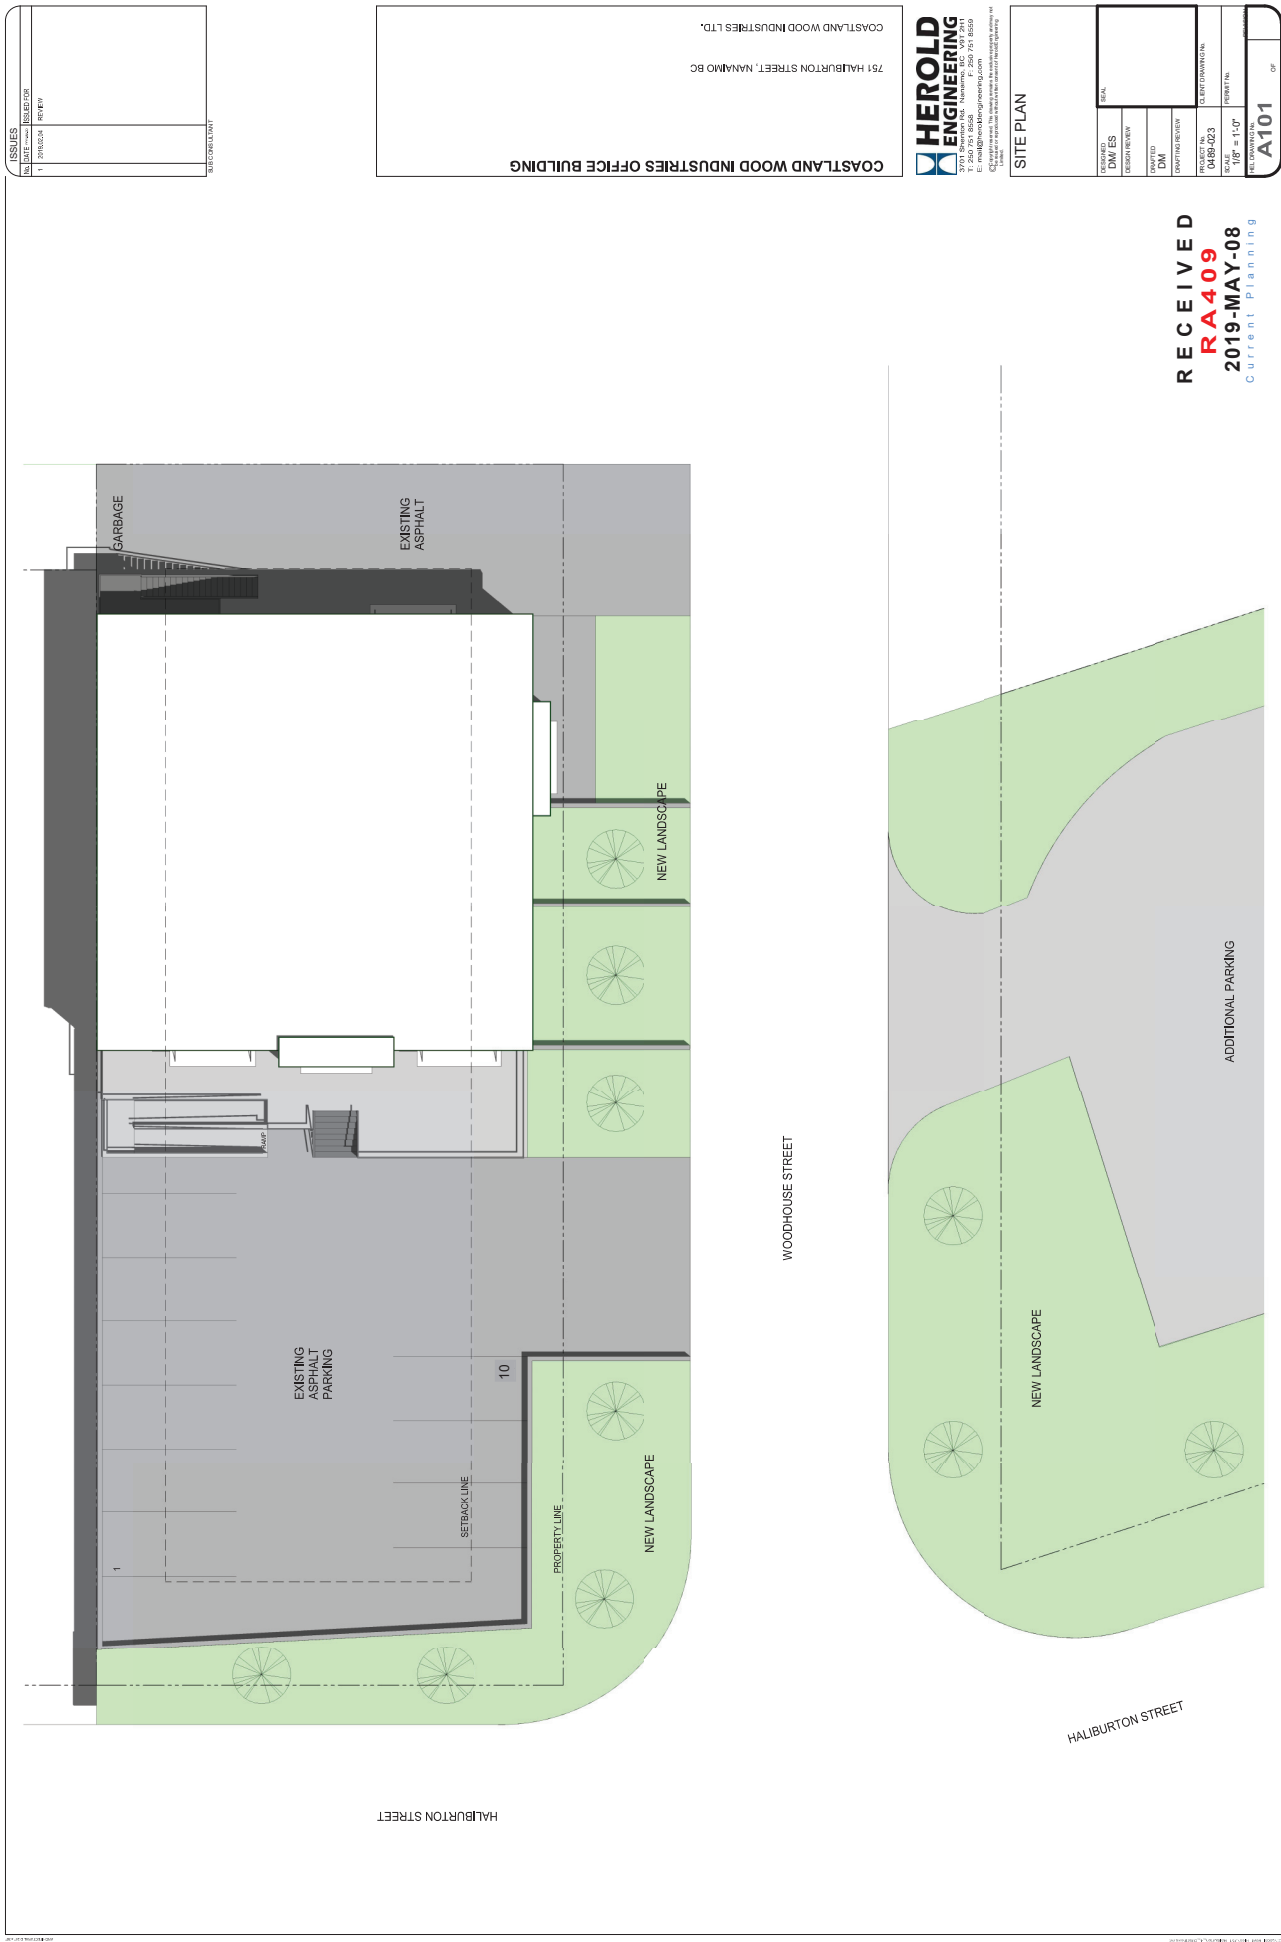 ISSUES
No.
DATE
ISSUED FOR
1
2018.02.04
REVIEW
SUBCONSULTANT
COASTLAND WOOD INDUSTRIES LTD.
751 HALIBURTON STREET, NANAIMO BC
COASTLAND WOOD INDUSTRIES OFFICE BUILDING
HEROLD
ENGINEERING
3701 Shenton Rd. Nanaimo, BC V9T 2H1
T: 250 751 8558 F: 250 751 8559
E: mail@heroldengineering.com
SITE PLAN
SEAL
DESIGNED
DM/ ES
DESIGN REVIEW
DRAFTED
DM
DRAFTING REVIEW
PROJECT No.
0489-023
CLIENT DRAWING No.
SCALE
1/8" = 1'-0"
PERMIT No.
HEL DRAWING No.
A101
OF
REVISION
RECEIVED
RA409
2019-MAY-08
Current Planning
GARBAGE
EXISTING
ASPHALT
NEW LANDSCAPE
RAMP
WOODHOUSE STREET
ADDITIONAL PARKING
EXISTING
ASPHALT
PARKING
10
1
SETBACK LINE
PROPERTY LINE
NEW LANDSCAPE
NEW LANDSCAPE
HALIBURTON STREET
HALIBURTON STREET